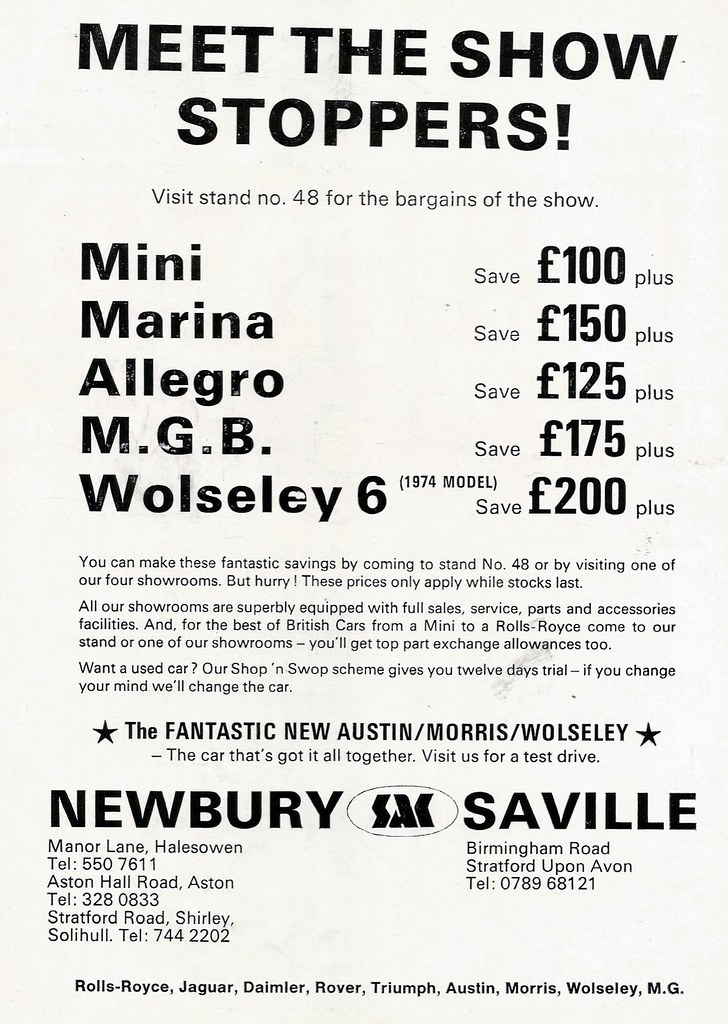 MEET THE SHOW
STOPPERS!
Visit stand no. 48 for the bargains of the show.
Mini Save £100 plus
Marina Save £150 plus
Allegro Save £125 plus
M.G.B. Save £175 plus
Wolseley 6 (1974 MODEL) Save £200 plus
You can make these fantastic savings by coming to stand No. 48 or by visiting one of
our four showrooms. But hurry! These prices only apply while stocks last.
All our showrooms are superbly equipped with full sales, service, parts and accessories
facilities. And, for the best of British Cars from a Mini to a Rolls-Royce come to our
stand or one of our showrooms – you'll get top part exchange allowances too.
Want a used car? Our Shop 'n Swop scheme gives you twelve days trial – if you change
your mind we'll change the car.
★ The FANTASTIC NEW AUSTIN/MORRIS/WOLSELEY ★
– The car that's got it all together. Visit us for a test drive.
NEWBURY SAC SAVILLE
Manor Lane, Halesowen
Tel: 550 7611
Aston Hall Road, Aston
Tel: 328 0833
Stratford Road, Shirley,
Solihull. Tel: 744 2202
Birmingham Road
Stratford Upon Avon
Tel: 0789 68121
Rolls-Royce, Jaguar, Daimler, Rover, Triumph, Austin, Morris, Wolseley, M.G.